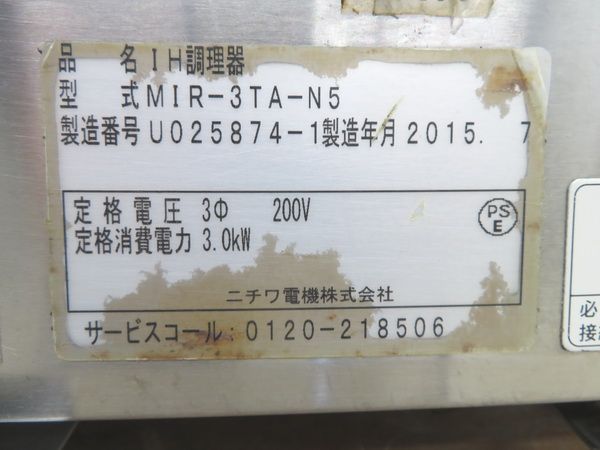 品 名 IH調理器
型 式 MIR-3TA-N5
製造番号 U025874-1 製造年月 2015. 7.
定格電圧 3Φ 200V
定格消費電力 3.0kW
PS
E
ニチワ電機株式会社
サービスコール: 0120-218506
必
接